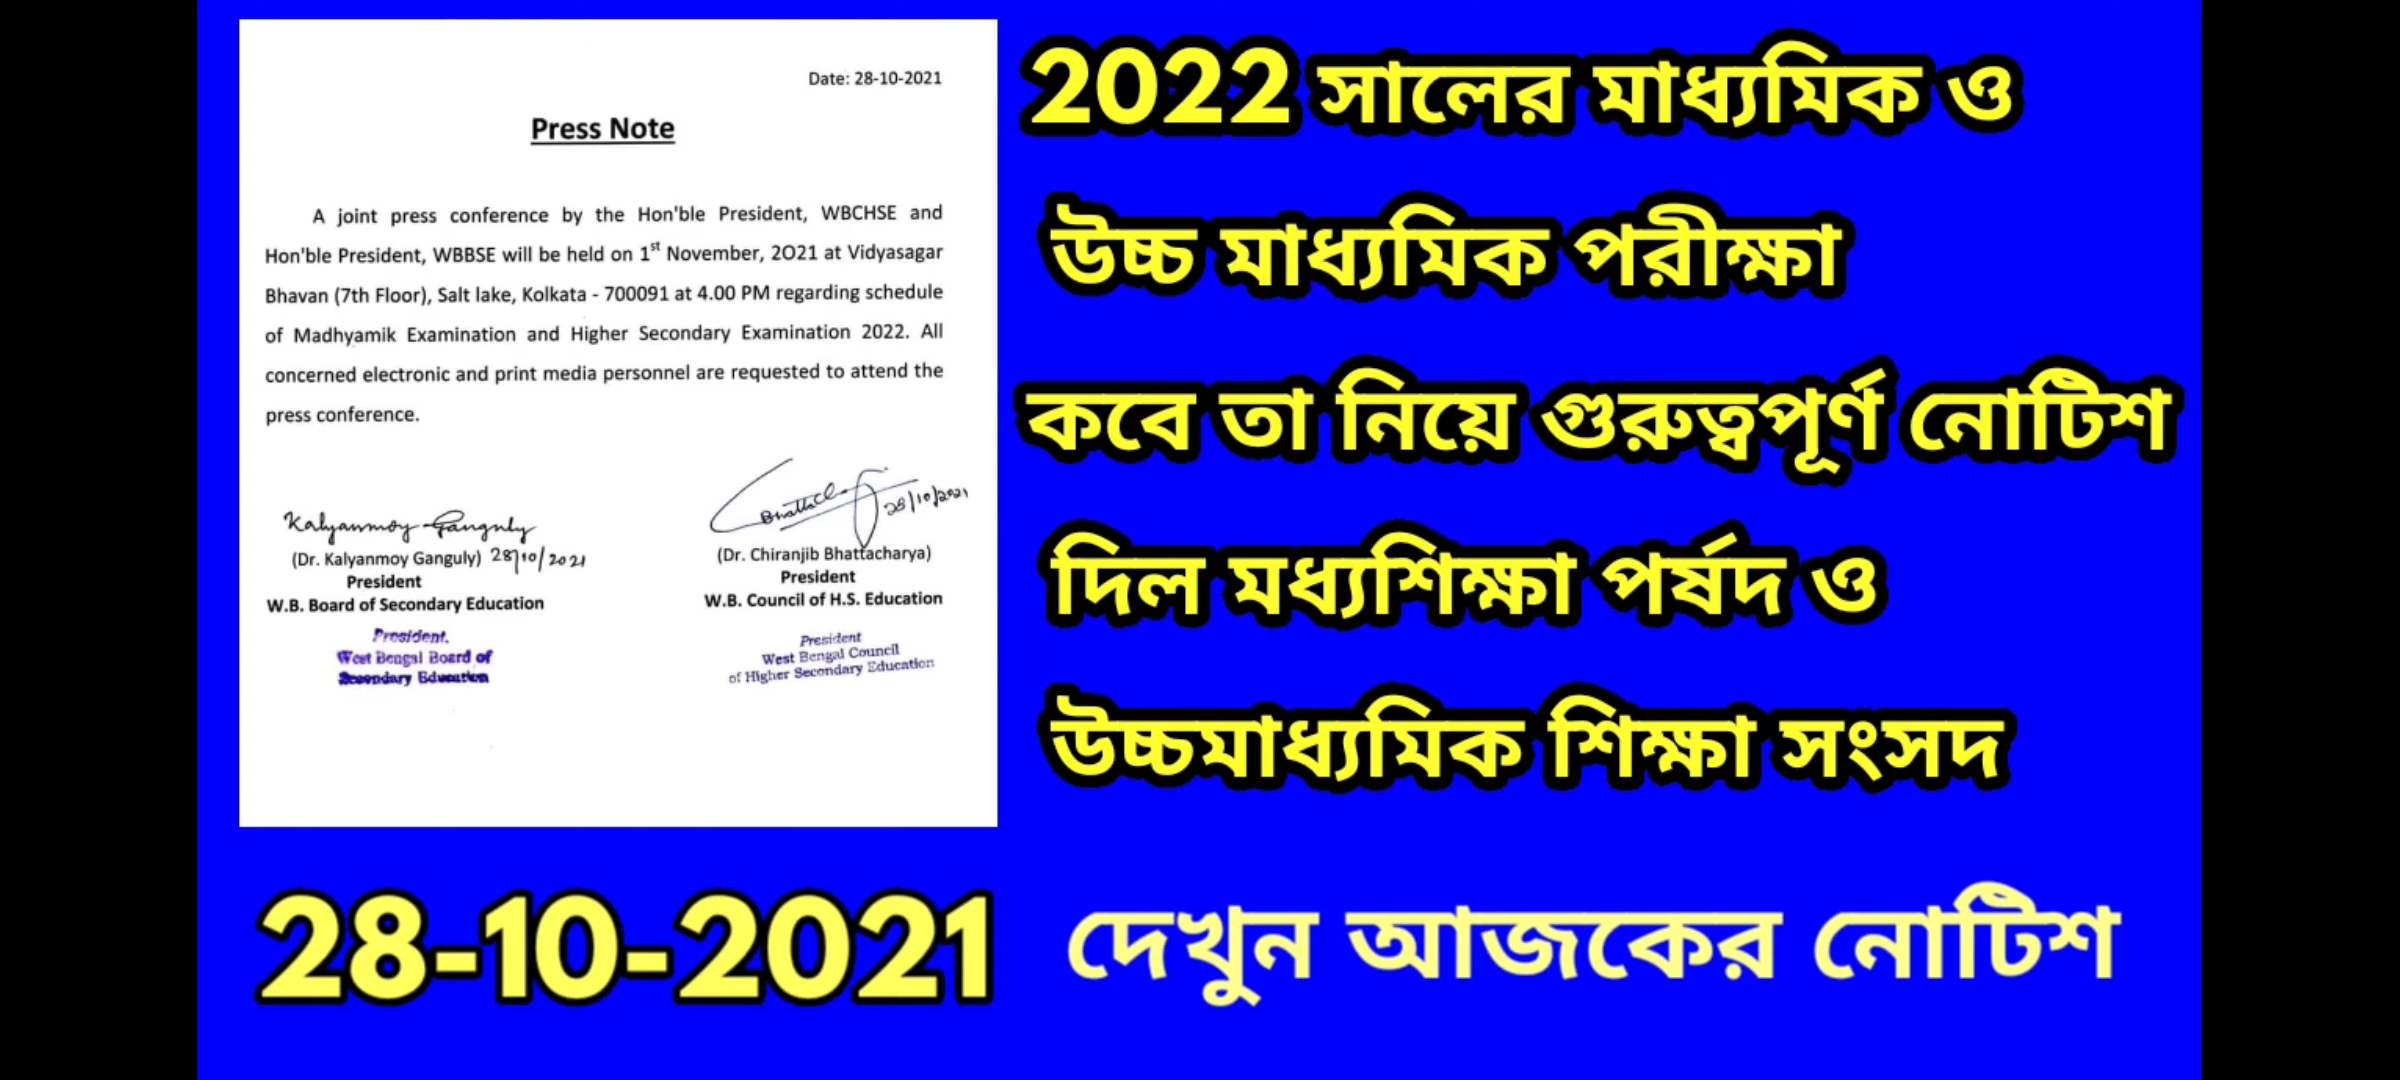 Date: 28-10-2021
Press Note
A joint press conference by the Hon'ble President, WBCHSE and
Hon'ble President, WBBSE will be held on 1st November, 2021 at Vidyasagar
Bhavan (7th Floor), Salt lake, Kolkata - 700091 at 4.00 PM regarding schedule
of Madhyamik Examination and Higher Secondary Examination 2022. All
concerned electronic and print media personnel are requested to attend the
press conference.
Kalyanmoy Ganguly
(Dr. Kalyanmoy Ganguly) 28/10/2021
President
W.B. Board of Secondary Education
President.
West Bengal Board of
Secondary Education
28/10/2021
(Dr. Chiranjib Bhattacharya)
President
W.B. Council of H.S. Education
President
West Bengal Council
of Higher Secondary Education
2022 সালের মাধ্যমিক ও
উচ্চ মাধ্যমিক পরীক্ষা
কবে তা নিয়ে গুরুত্বপূর্ণ নোটিশ
দিল মধ্যশিক্ষা পর্ষদ ও
উচ্চমাধ্যমিক শিক্ষা সংসদ
28-10-2021 দেখুন আজকের নোটিশ